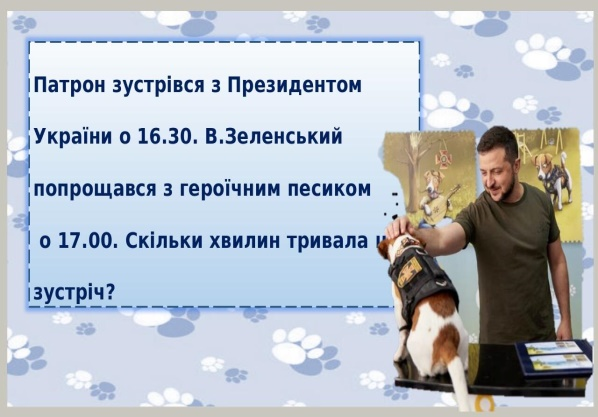 Патрон зустрівся з Президентом
України о 16.30. В.Зеленський
попрощався з героїчним песиком
о 17.00. Скільки хвилин тривала
зустріч?